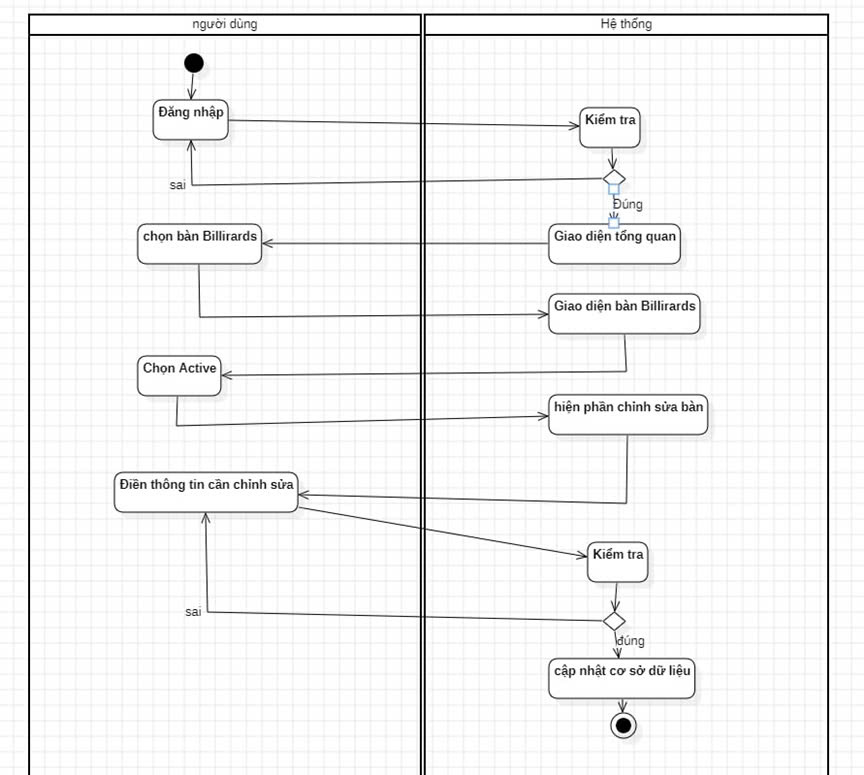 người dùng
Hệ thống
Đăng nhập
Kiểm tra
sai
Đúng
chọn bàn Billirards
Giao diện tổng quan
Giao diện bàn Billirards
Chọn Active
hiện phần chỉnh sửa bàn
Điền thông tin cần chỉnh sửa
Kiểm tra
sai
đúng
cập nhật cơ sở dữ liệu